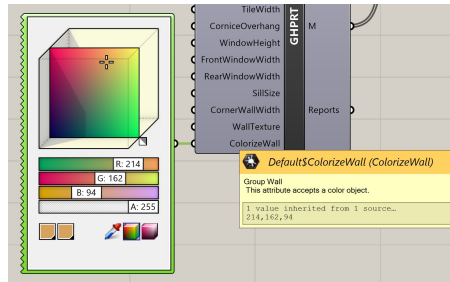 TileWidth
CorniceOverhang
M
WindowHeight
GHPRT
FrontWindowWidth
RearWindowWidth
SillSize
CornerWallWidth
Reports
WallTexture
ColorizeWall
R: 214
G: 162
B: 94
A: 255
Default$ColorizeWall (ColorizeWall)
Group Wall
This attribute accepts a color object.
1 value inherited from 1 source…
214,162,94